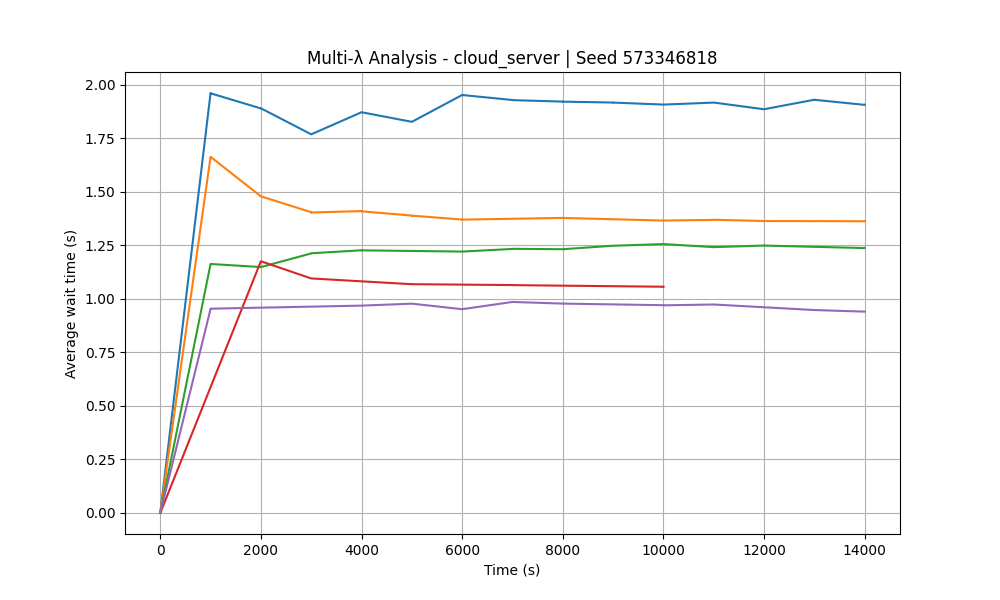 Multi-λ Analysis - cloud_server | Seed 573346818
2.00
1.75
1.50
1.25
1.00
0.75
0.50
0.25
0.00
Average wait time (s)
0 2000 4000 6000 8000 10000 12000 14000
Time (s)